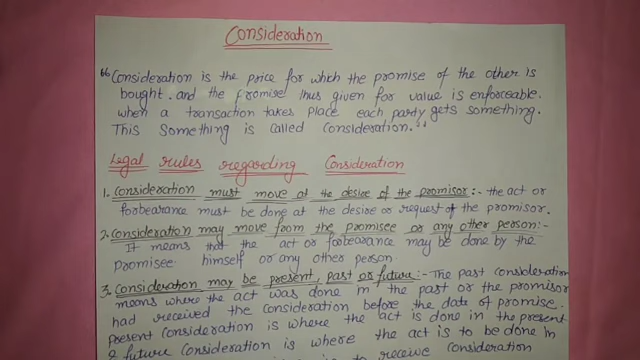 Consideration
"Consideration is the price for which the promise of the other is
bought. and the promise thus given for value is enforceable.
when a transaction takes place each party gets something.
This something is called consideration."
Legal rules regarding Consideration
1. Consideration must move at the desire of the promisor:- the act or
forbearance must be done at the desire or request of the promisor.
2. Consideration may move from the promisee or any other person:-
It means that the act or forbearance may be done by the
promisee himself or any other person.
3. Consideration may be present, past or future:- The past consideration
means where the act was done in the past or the promisor
had received the consideration before the date of promise.
present consideration is where the act is done in the present
& future consideration is where the act is to be done in
to receive consideration